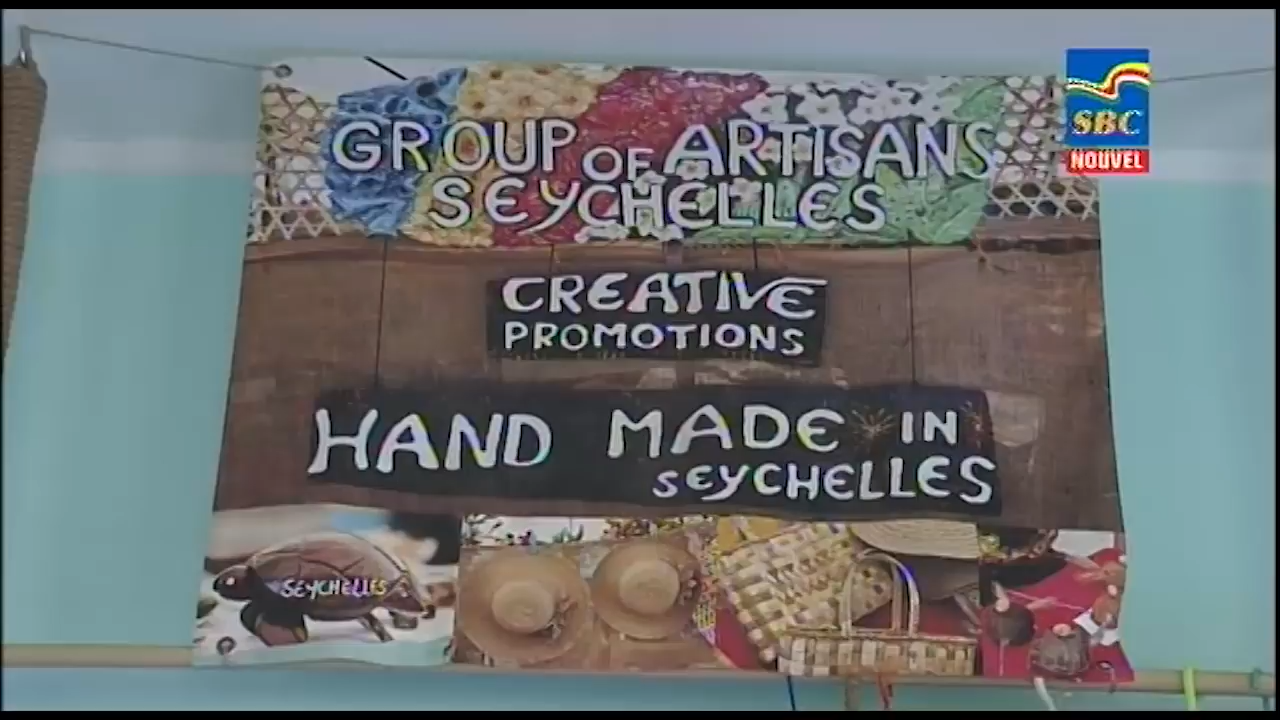 GROUP OF ARTISANS
SEYCHELLES
CREATIVE
PROMOTIONS
HAND MADE IN
SEYCHELLES
SEYCHELLES
SBC
NOUVEL